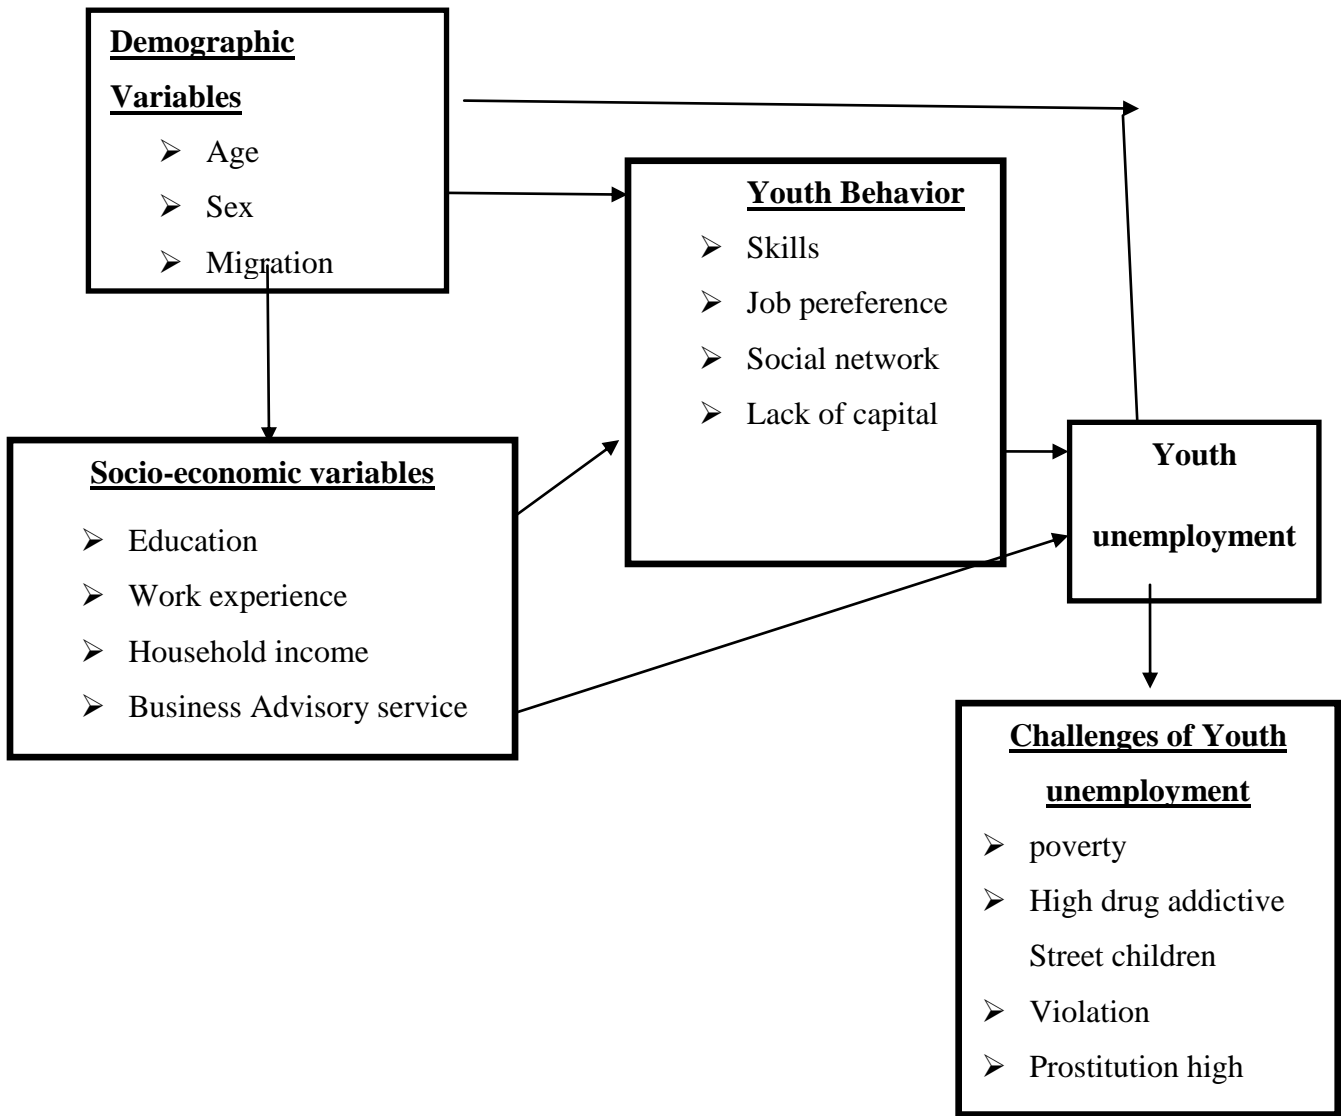 Demographic
Variables
➢ Age
➢ Sex
➢ Migration
Youth Behavior
➢ Skills
➢ Job pereference
➢ Social network
➢ Lack of capital
Socio-economic variables
➢ Education
➢ Work experience
➢ Household income
➢ Business Advisory service
Youth
unemployment
Challenges of Youth
unemployment
➢ poverty
➢ High drug addictive
Street children
➢ Violation
➢ Prostitution high